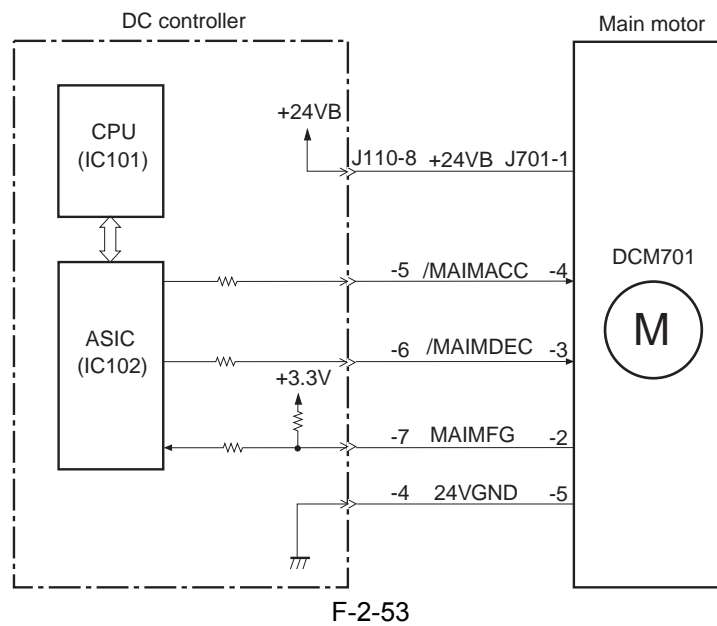 DC controller
Main motor
CPU
(IC101)
+24VB
J110-8 +24VB J701-1
-5 /MAIMACC -4
DCM701
M
ASIC
(IC102)
-6 /MAIMDEC -3
+3.3V
-7 MAIMFG -2
-4 24VGND -5
F-2-53